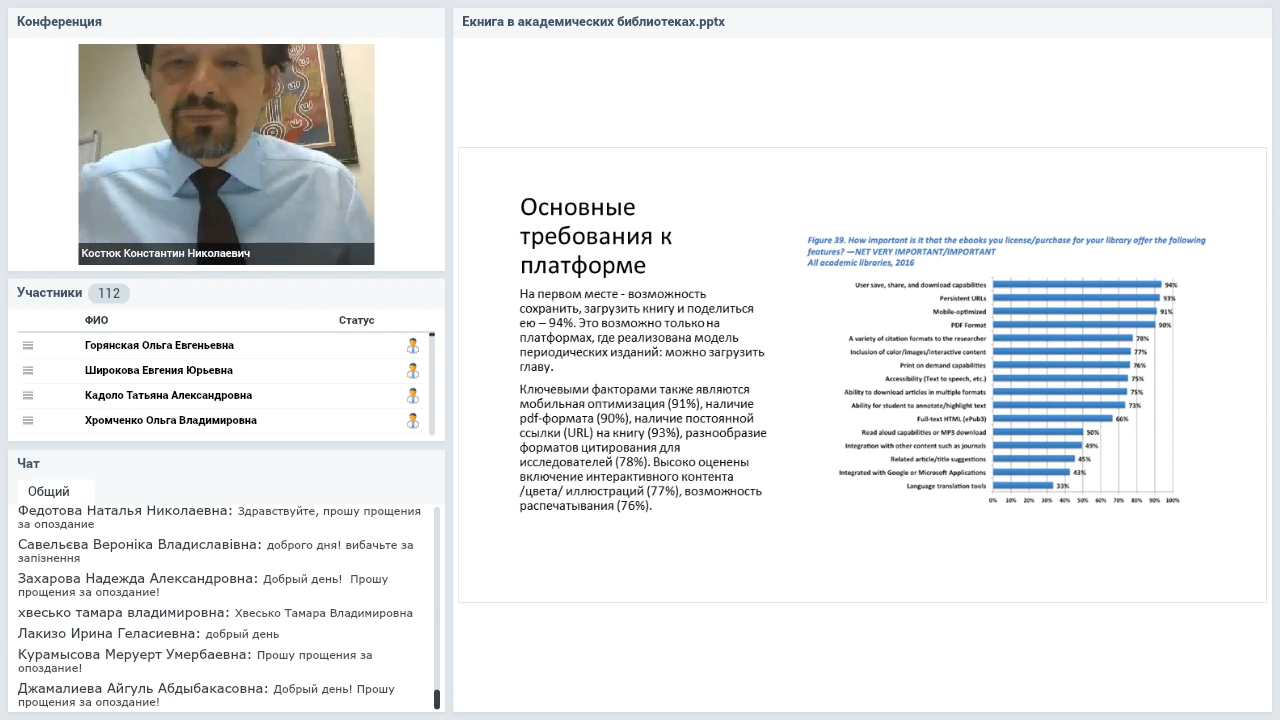 Конференция
Костюк Константин Николаевич
Участники 112
ФИО Статус
Горянская Ольга Евгеньевна
Широкова Евгения Юрьевна
Кадоло Татьяна Александровна
Хромченко Ольга Владимировна
Чат
Общий
Федотова Наталья Николаевна: Здравствуйте, прошу прощения
за опоздание
Савельєва Вероніка Владиславівна: доброго дня! вибачьте за
запізнення
Захарова Надежда Александровна: Добрый день! Прошу
прощения за опоздание!
хвесько тамара владимировна: Хвесько Тамара Владимировна
Лакизо Ирина Геласиевна: добрый день
Курамысова Меруерт Умербаевна: Прошу прощения за
опоздание!
Джамалиева Айгуль Абдыбакасовна: Добрый день! Прошу
прощения за опоздание!
Екнига в академических библиотеках.pptx
Основные
требования к
платформе
На первом месте - возможность
сохранить, загрузить книгу и поделиться
ею – 94%. Это возможно только на
платформах, где реализована модель
периодических изданий: можно загрузить
главу.
Ключевыми факторами также являются
мобильная оптимизация (91%), наличие
pdf-формата (90%), наличие постоянной
ссылки (URL) на книгу (93%), разнообразие
форматов цитирования для
исследователей (78%). Высоко оценены
включение интерактивного контента
/цвета/ иллюстраций (77%), возможность
распечатывания (76%).
Figure 39. How important is it that the ebooks you license/purchase for your library offer the following
features? —NET VERY IMPORTANT/IMPORTANT
All academic libraries, 2016
User save, share, and download capabilities 94%
Persistent URLs 93%
Mobile-optimized 91%
PDF Format 90%
A variety of citation formats to the researcher 78%
Inclusion of color/images/interactive content 77%
Print on demand capabilities 76%
Accessibility (Text to speech, etc.) 75%
Ability to download articles in multiple formats 75%
Ability for student to annotate/highlight text 73%
Full-text HTML (ePub3) 66%
Read aloud capabilities or MP3 download 50%
Integration with other content such as journals 49%
Related article/title suggestions 45%
Integrated with Google or Microsoft Applications 43%
Language translation tools 33%
0% 10% 20% 30% 40% 50% 60% 70% 80% 90% 100%